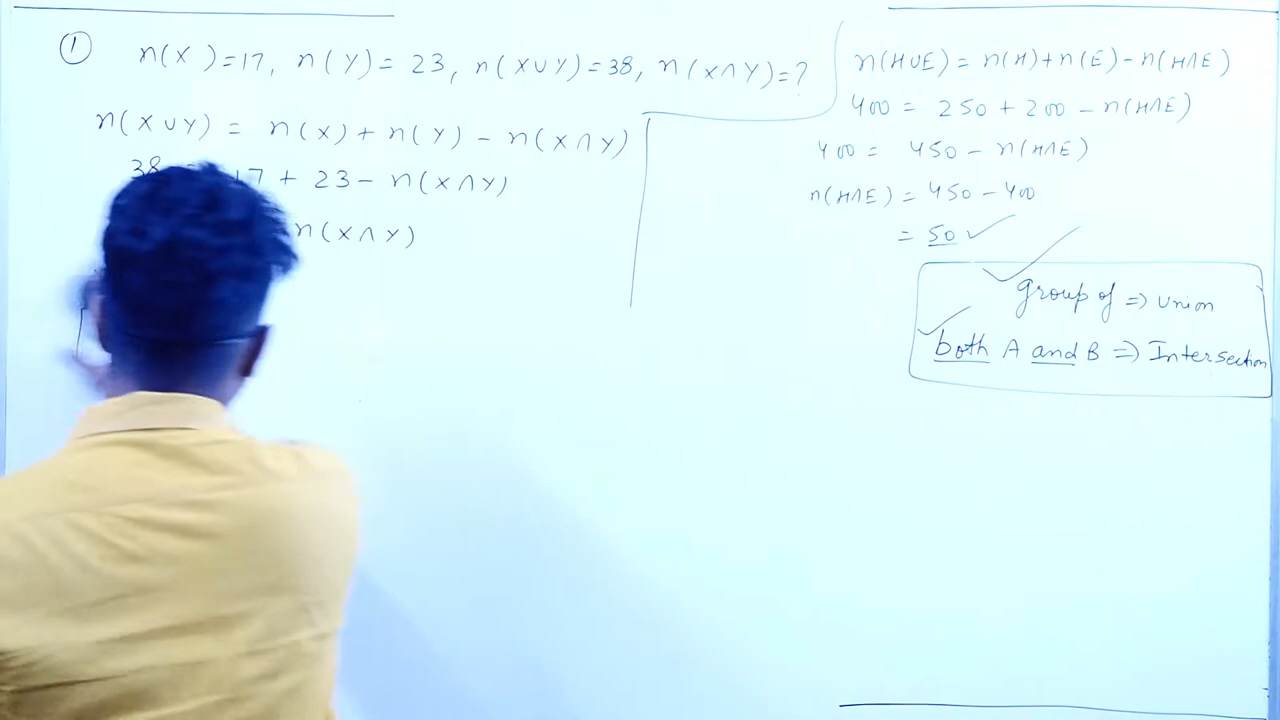 ① n(X)=17, n(Y)= 23, n(X∪Y)=38, n(X∩Y)=?
n(X∪Y) = n(X)+n(Y) - n(X∩Y)
38 = 17 + 23 - n(X∩Y)
n(X∩Y)
n(H∪E) = n(H)+n(E)-n(H∩E)
400 = 250 + 200 - n(H∩E)
400 = 450 - n(H∩E)
n(H∩E) = 450 - 400
= 50 ✓
group of => union
both A and B => Intersection